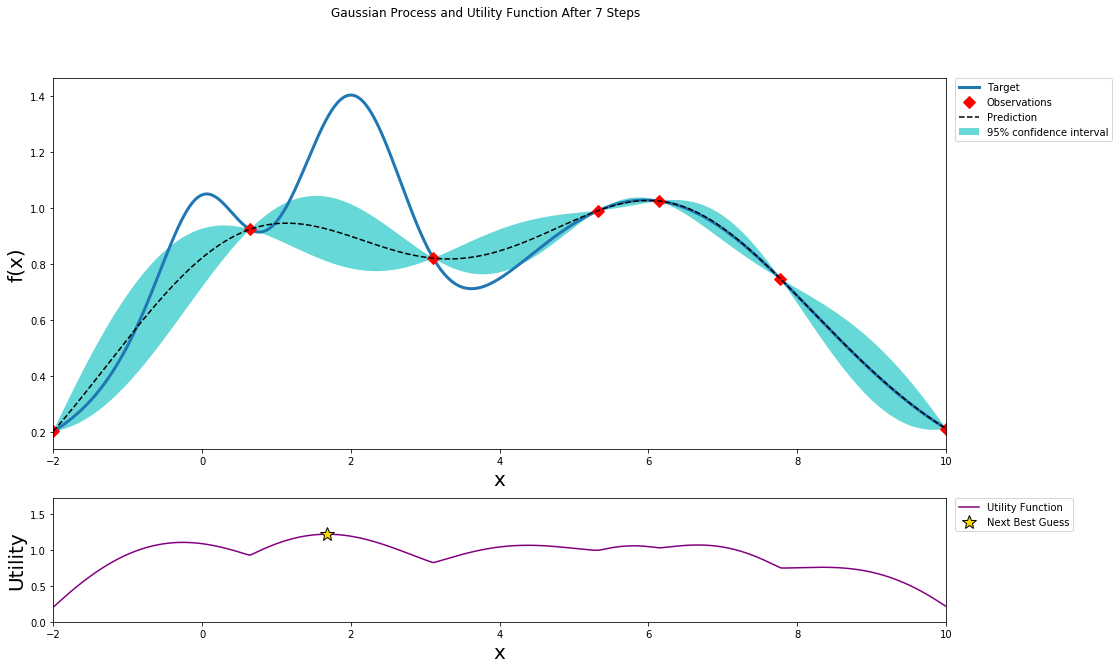 Gaussian Process and Utility Function After 7 Steps
Target
Observations
Prediction
95% confidence interval
f(x)
1.4
1.2
1.0
0.8
0.6
0.4
0.2
−2
0
2
4
6
8
10
x
Utility Function
Next Best Guess
Utility
1.5
1.0
0.5
0.0
−2
0
2
4
6
8
10
x